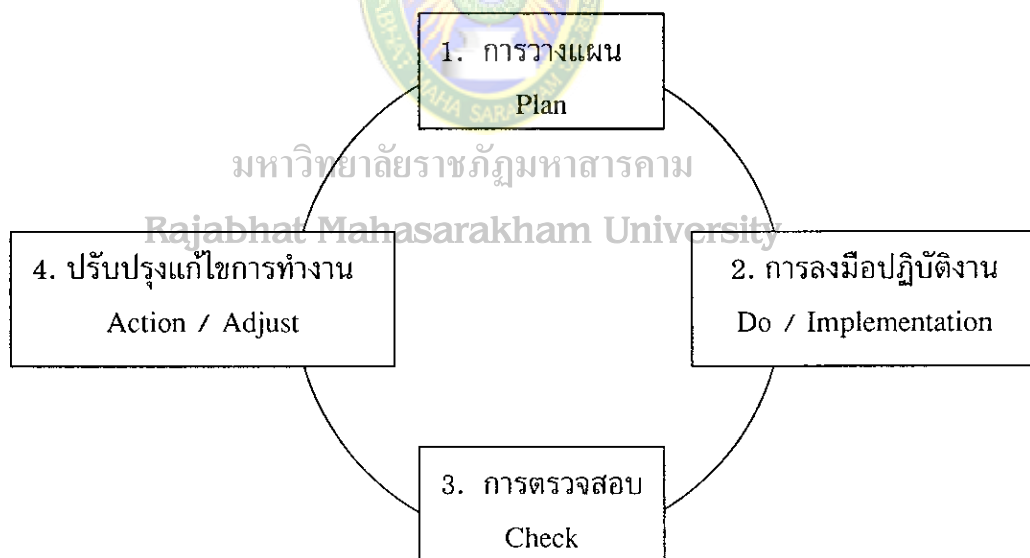 1. การวางแผน
Plan
มหาวิทยาลัยราชภัฏมหาสารคาม
Rajabhat Mahasarakham University
4. ปรับปรุงแก้ไขการทำงาน
Action / Adjust
2. การลงมือปฏิบัติงาน
Do / Implementation
3. การตรวจสอบ
Check